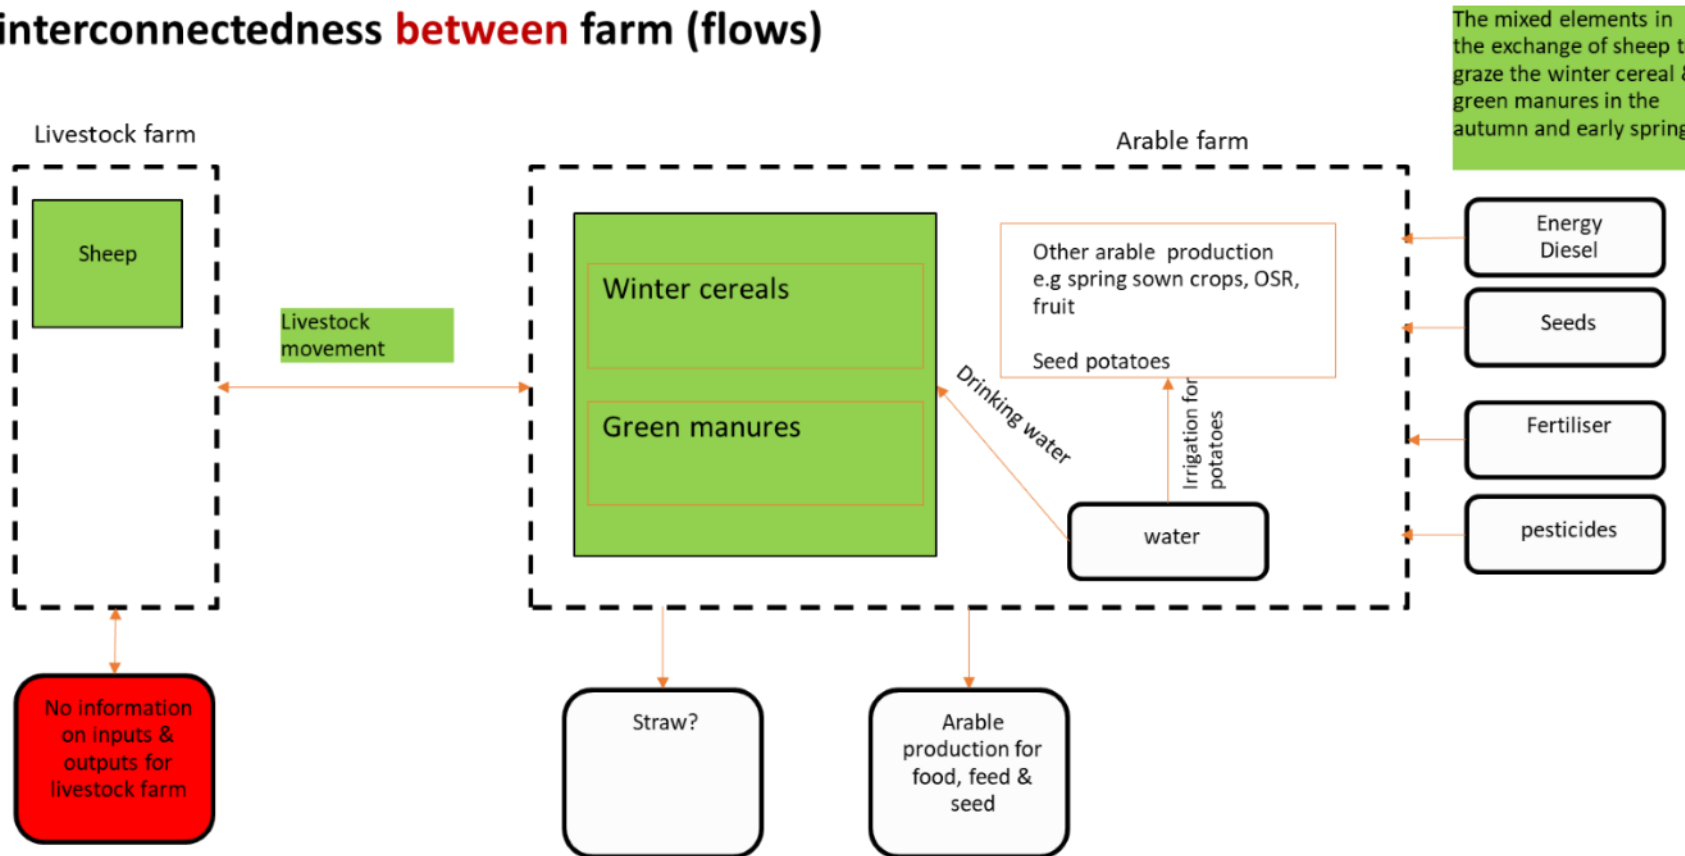 interconnectedness between farm (flows)
The mixed elements in
the exchange of sheep t
graze the winter cereal &
green manures in the
autumn and early spring
Livestock farm
Arable farm
Sheep
Livestock
movement
Winter cereals
Green manures
Other arable production
e.g spring sown crops, OSR,
fruit
Seed potatoes
Drinking water
Irrigation for
potatoes
water
Energy
Diesel
Seeds
Fertiliser
pesticides
No information
on inputs &
outputs for
livestock farm
Straw?
Arable
production for
food, feed &
seed